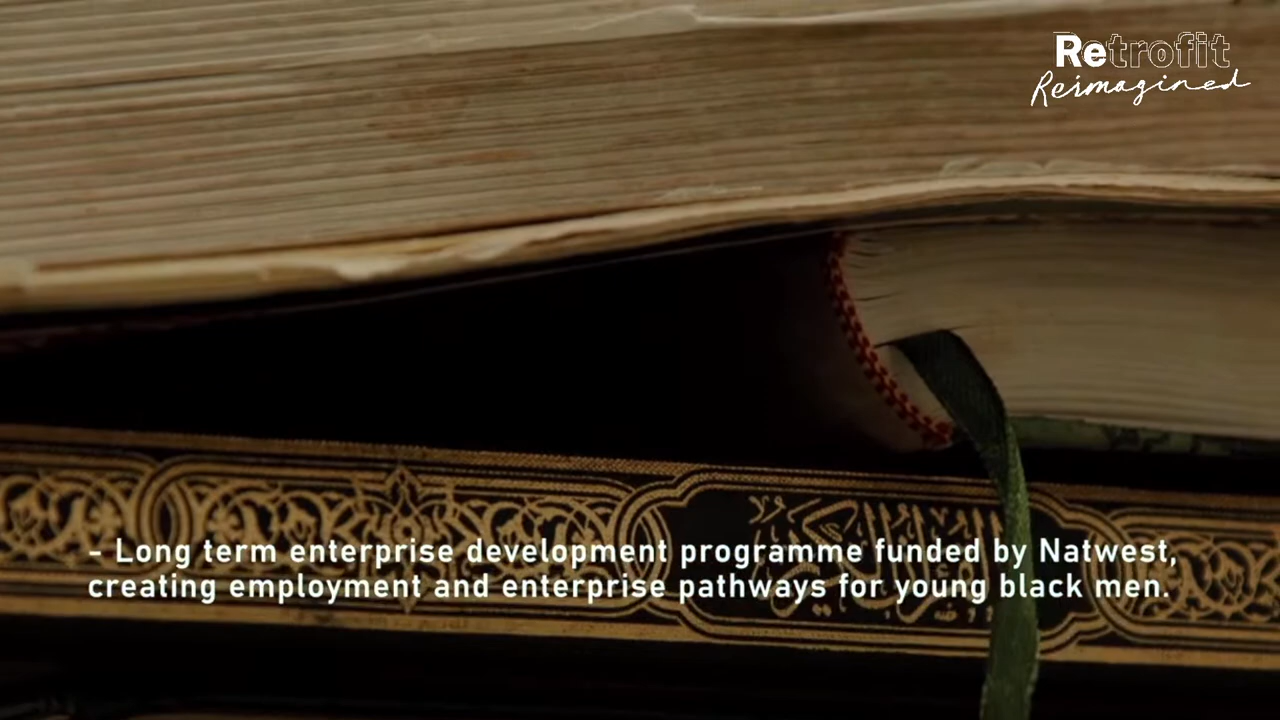 Retrofit
Reimagined
- Long term enterprise development programme funded by Natwest,
creating employment and enterprise pathways for young black men.